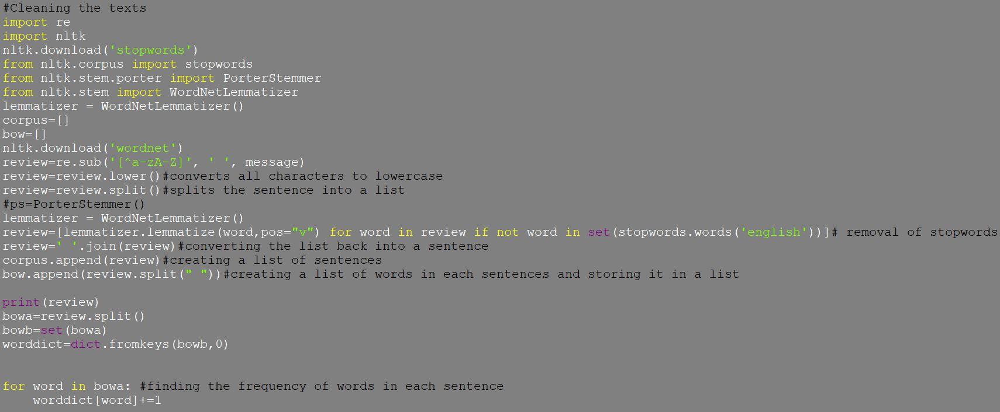 #Cleaning the texts
import re
import nltk
nltk.download('stopwords')
from nltk.corpus import stopwords
from nltk.stem.porter import PorterStemmer
from nltk.stem import WordNetLemmatizer
lemmatizer = WordNetLemmatizer()
corpus=[]
bow=[]
nltk.download('wordnet')
review=re.sub('[^a-zA-Z]', ' ', message)
review=review.lower()#converts all characters to lowercase
review=review.split()#splits the sentence into a list
#ps=PorterStemmer()
lemmatizer = WordNetLemmatizer()
review=[lemmatizer.lemmatize(word,pos="v") for word in review if not word in set(stopwords.words('english'))]# removal of stopwords
review=' '.join(review)#converting the list back into a sentence
corpus.append(review)#creating a list of sentences
bow.append(review.split(" "))#creating a list of words in each sentences and storing it in a list

print(review)
bowa=review.split()
bowb=set(bowa)
worddict=dict.fromkeys(bowb,0)


for word in bowa: #finding the frequency of words in each sentence
    worddict[word]+=1